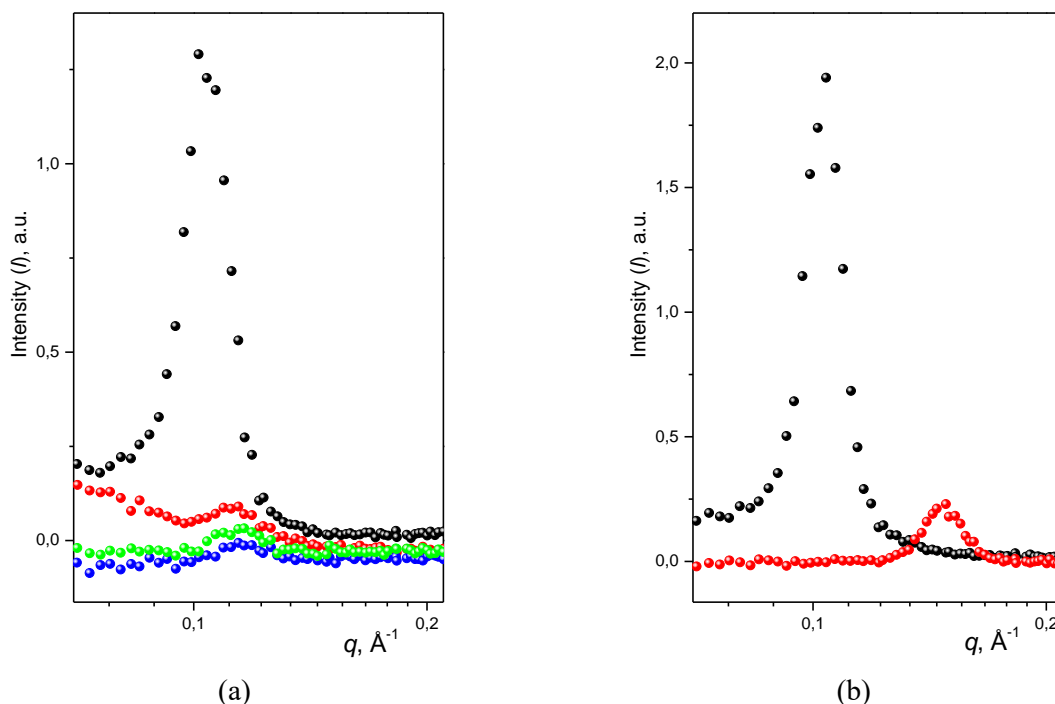 1,0
0,5
0,0
Intensity (I), a.u.
0,1
0,2
q, Å⁻¹
(a)
2,0
1,5
1,0
0,5
0,0
Intensity (I), a.u.
0,1
0,2
q, Å⁻¹
(b)